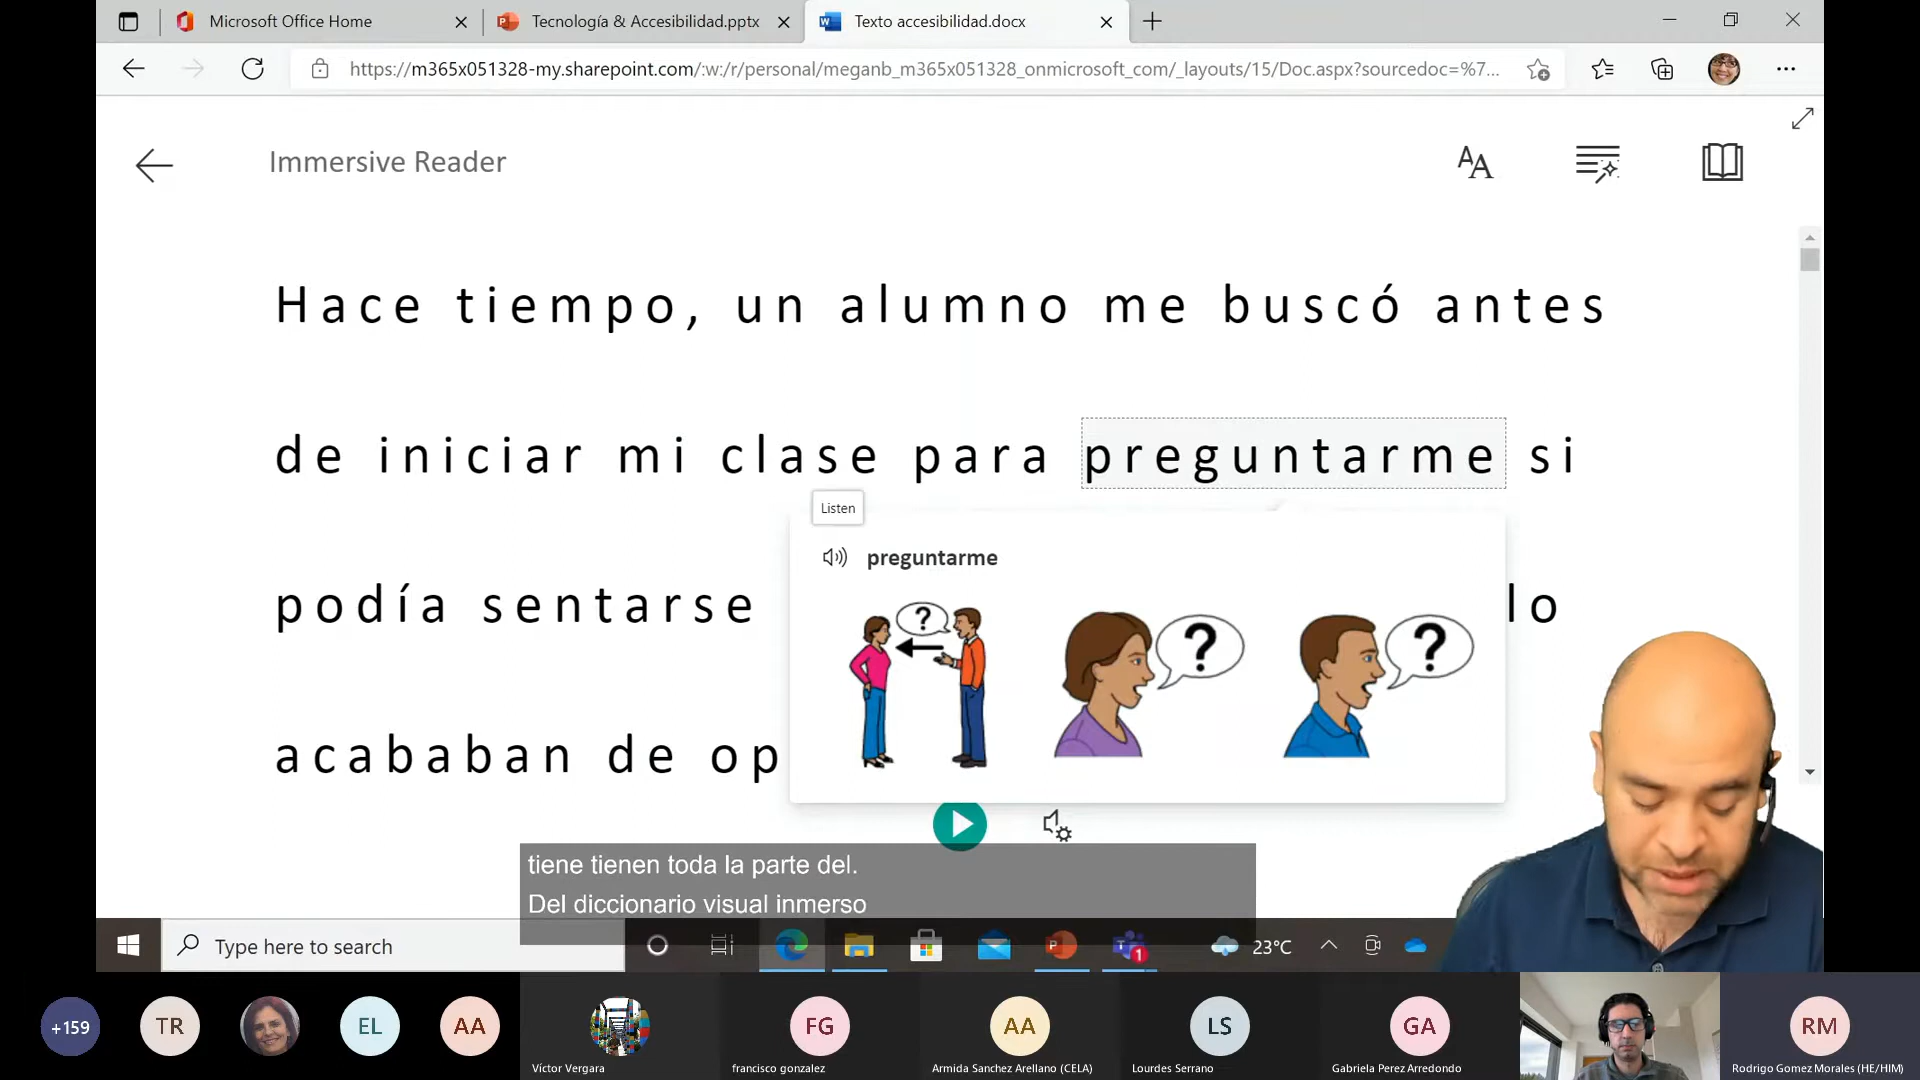 Microsoft Office Home
Tecnología & Accesibilidad.pptx
Texto accesibilidad.docx
https://m365x051328-my.sharepoint.com/:w:/r/personal/meganb_m365x051328_onmicrosoft_com/_layouts/15/Doc.aspx?sourcedoc=%7...
Immersive Reader
Hace tiempo, un alumno me buscó antes
de iniciar mi clase para preguntarme si
Listen
preguntarme
podía sentarse lo
? ? ?
acababan de op
tiene tienen toda la parte del.
Del diccionario visual inmerso
Type here to search
1
23°C
+159
TR
EL
AA
FG
AA
LS
GA
RM
Víctor Vergara
francisco gonzalez
Armida Sanchez Arellano (CELA)
Lourdes Serrano
Gabriela Perez Arredondo
Rodrigo Gomez Morales (HE/HIM)